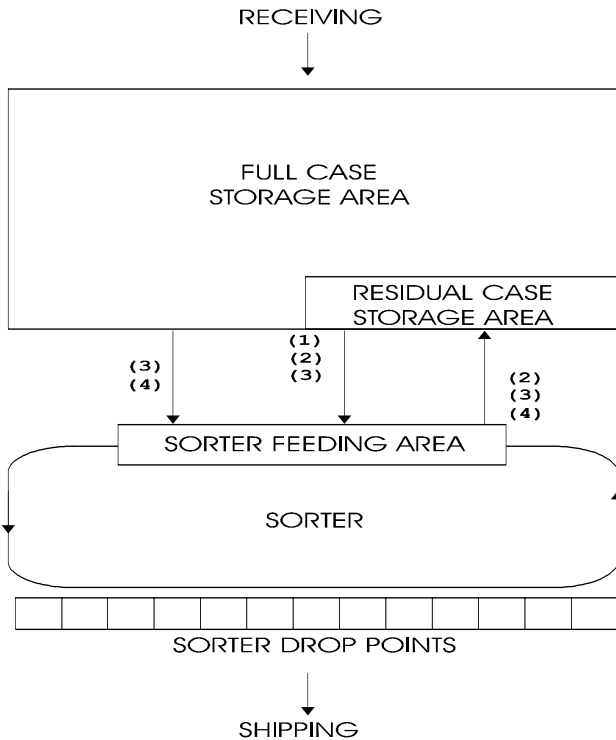 RECEIVING
FULL CASE
STORAGE AREA
RESIDUAL CASE
STORAGE AREA
(3)
(4)
(1)
(2)
(3)
(2)
(3)
(4)
SORTER FEEDING AREA
SORTER
SORTER DROP POINTS
SHIPPING